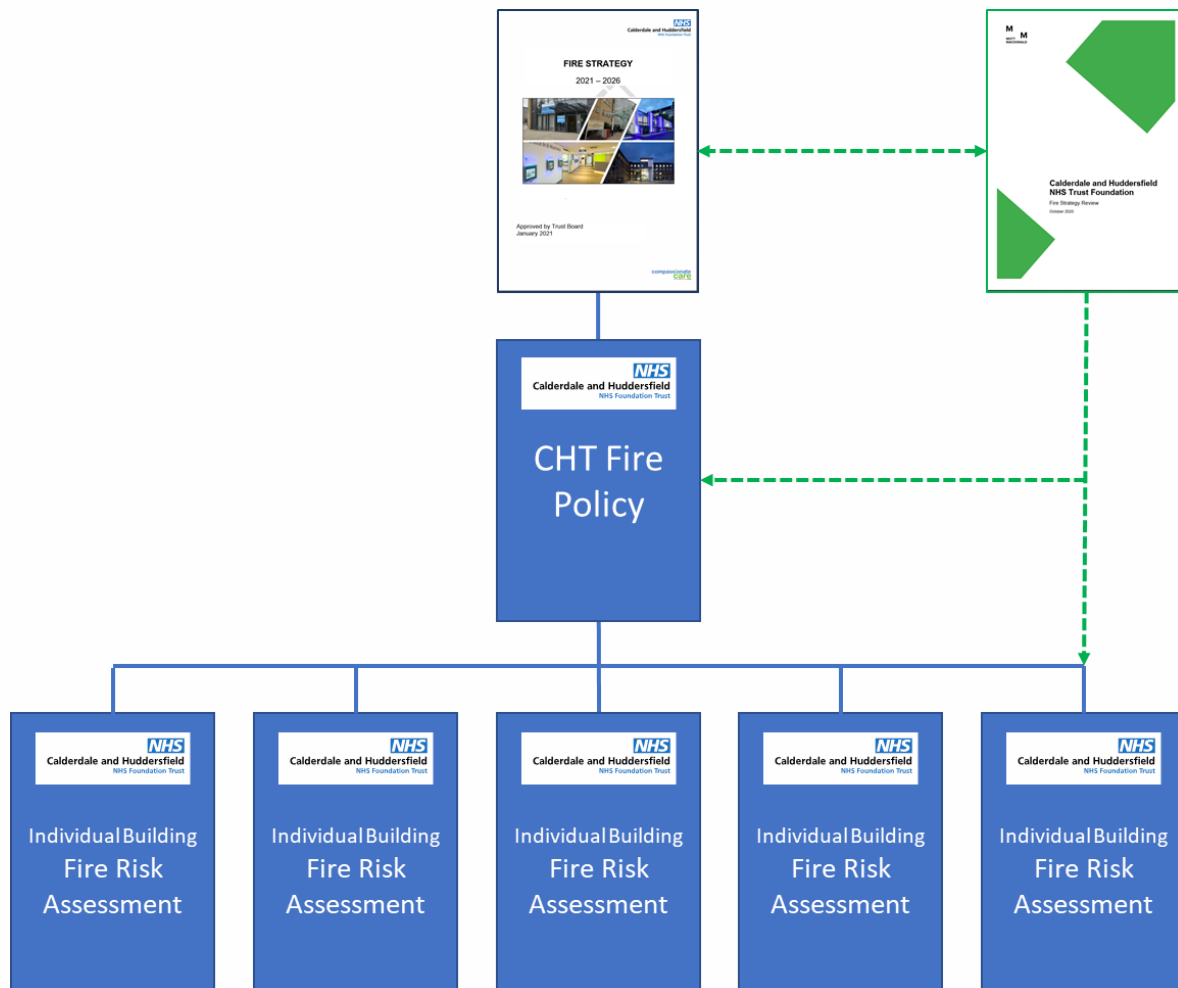 NHS
Calderdale and Huddersfield
NHS Foundation Trust
FIRE STRATEGY
2021 – 2026
Approved by Trust Board
January 2021
compassionate
care
M
M
MOTT
MACDONALD
Calderdale and Huddersfield
NHS Trust Foundation
Fire Strategy Review
October 2020
NHS
Calderdale and Huddersfield
NHS Foundation Trust
CHT Fire
Policy
NHS
Calderdale and Huddersfield
NHS Foundation Trust
Individual Building
Fire Risk
Assessment
NHS
Calderdale and Huddersfield
NHS Foundation Trust
Individual Building
Fire Risk
Assessment
NHS
Calderdale and Huddersfield
NHS Foundation Trust
Individual Building
Fire Risk
Assessment
NHS
Calderdale and Huddersfield
NHS Foundation Trust
Individual Building
Fire Risk
Assessment
NHS
Calderdale and Huddersfield
NHS Foundation Trust
Individual Building
Fire Risk
Assessment